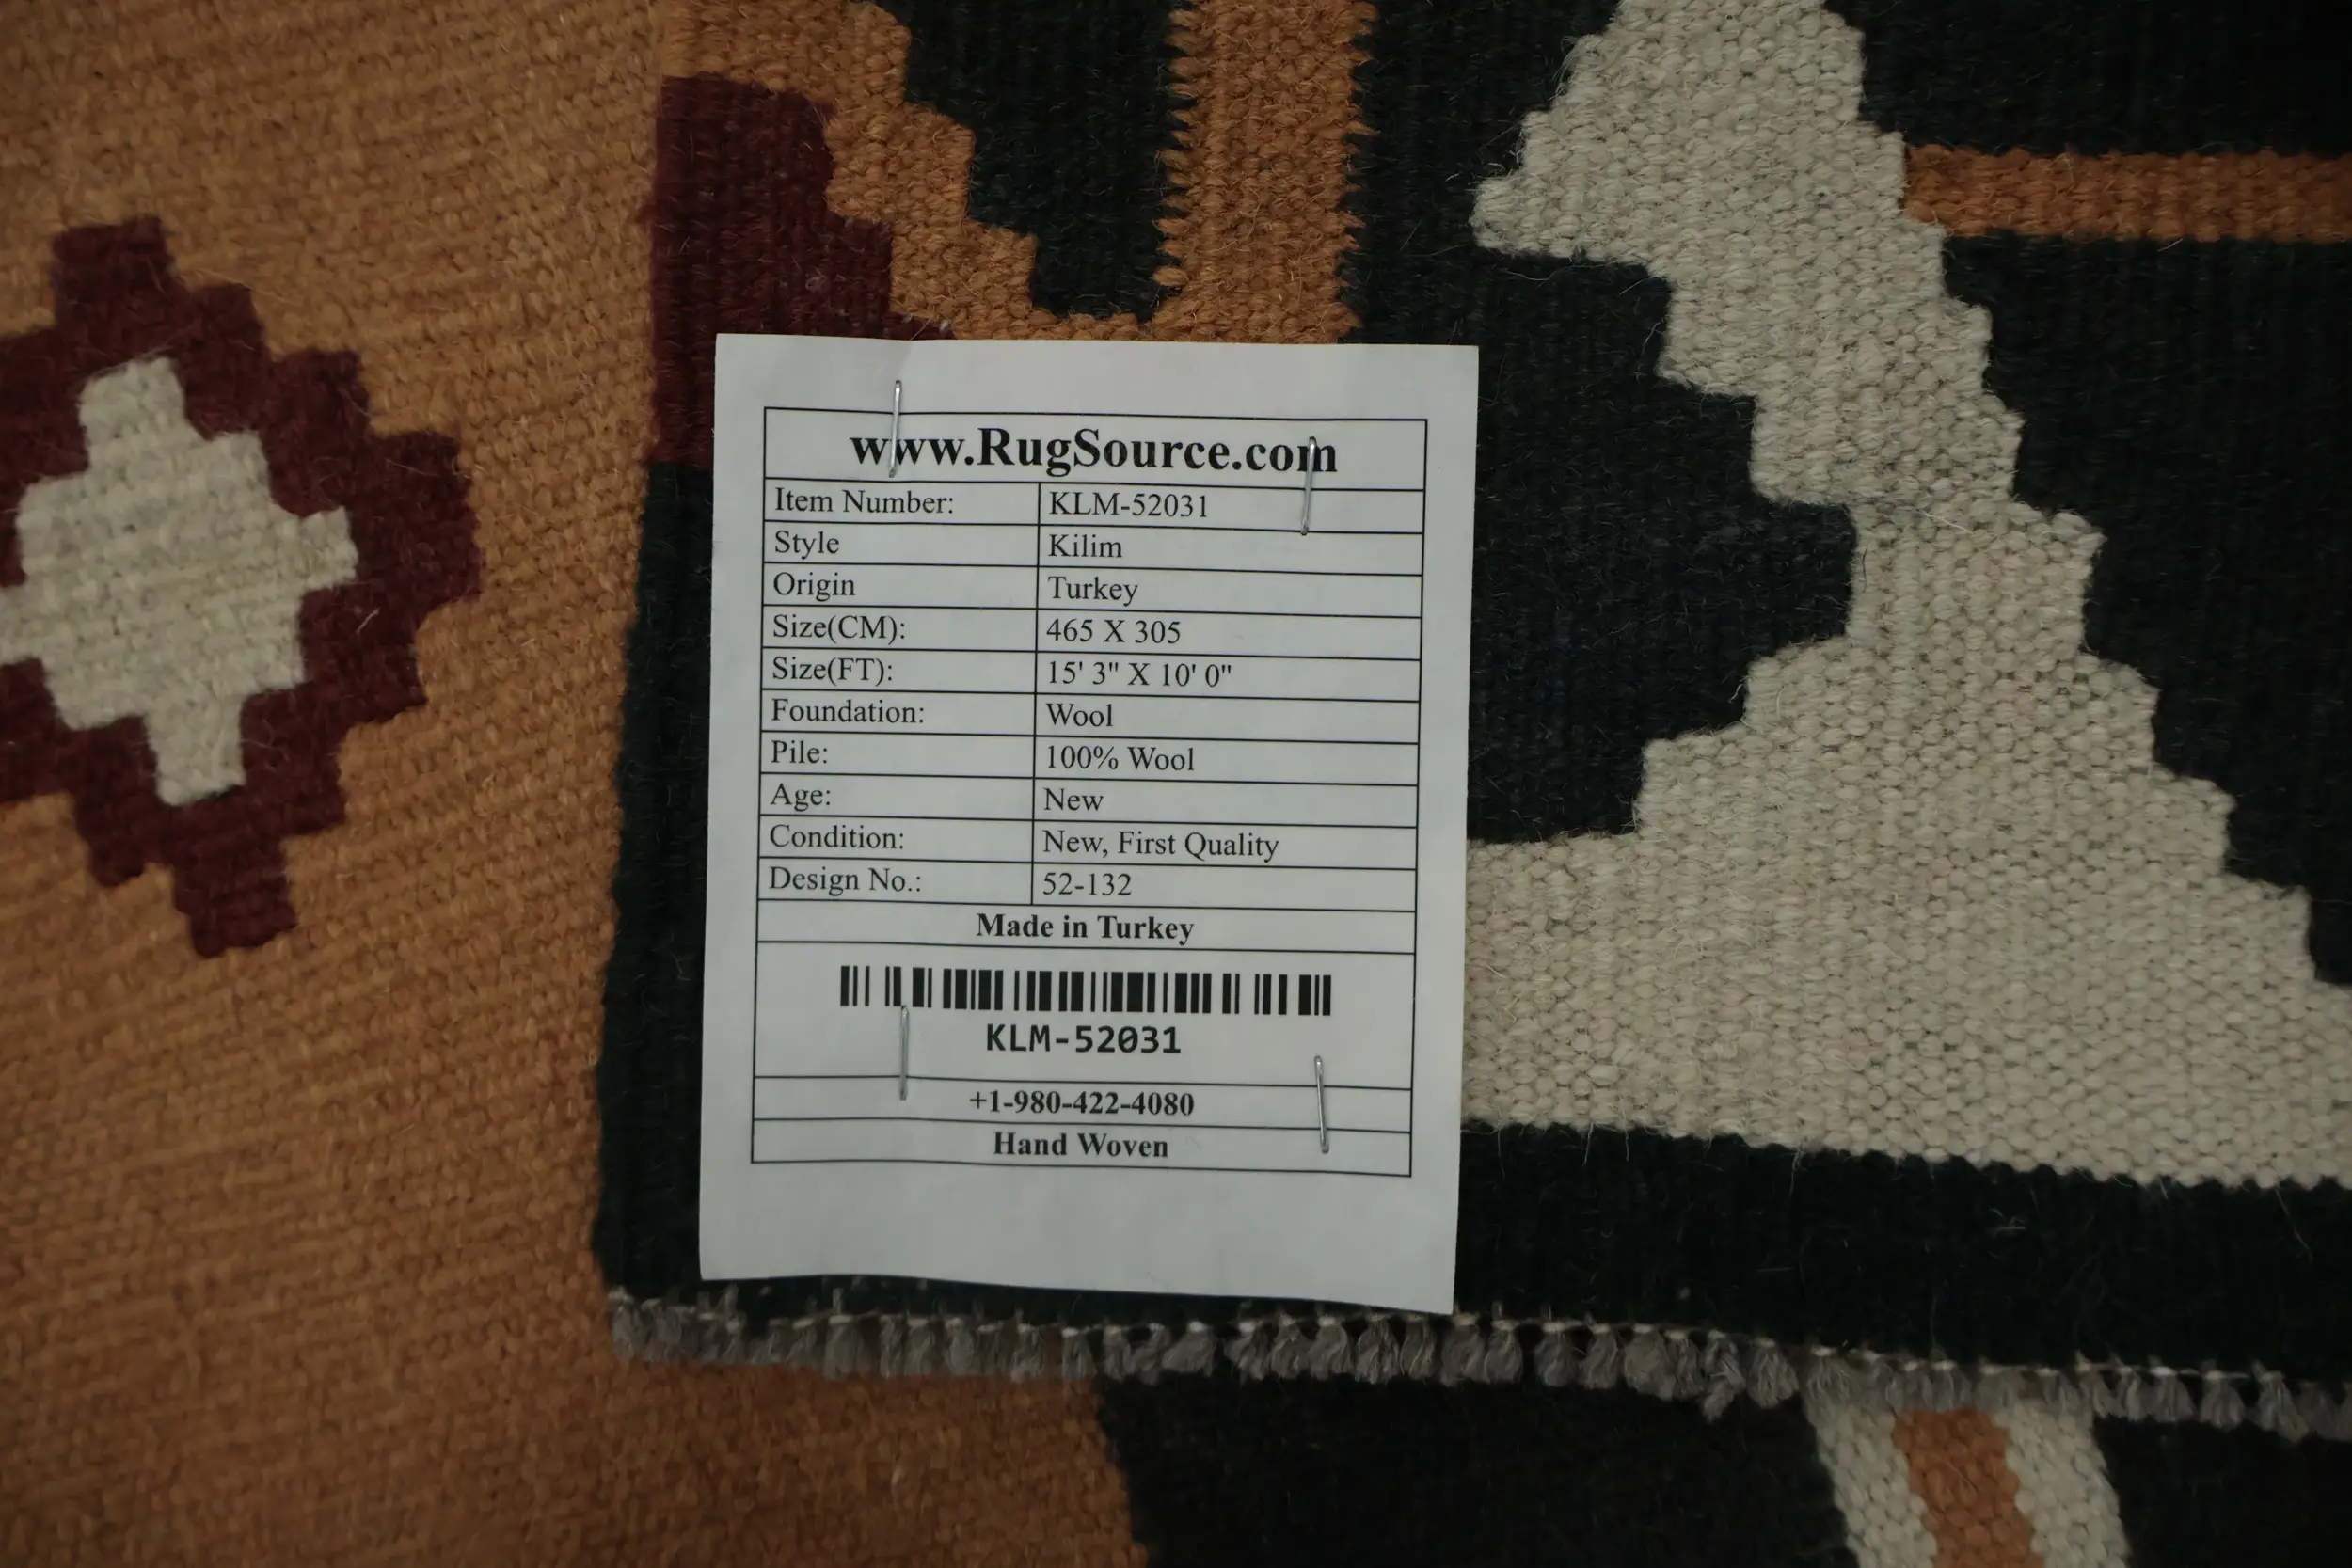 www.RugSource.com
Item Number: KLM-52031
Style Kilim
Origin Turkey
Size(CM): 465 X 305
Size(FT): 15' 3" X 10' 0"
Foundation: Wool
Pile: 100% Wool
Age: New
Condition: New, First Quality
Design No.: 52-132
Made in Turkey
KLM-52031
+1-980-422-4080
Hand Woven